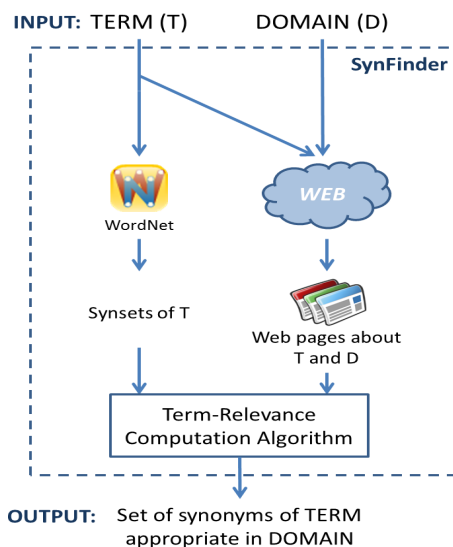 INPUT: TERM (T) DOMAIN (D)
SynFinder
WEB
WordNet
Synsets of T
Web pages about
T and D
Term-Relevance
Computation Algorithm
OUTPUT: Set of synonyms of TERM
appropriate in DOMAIN